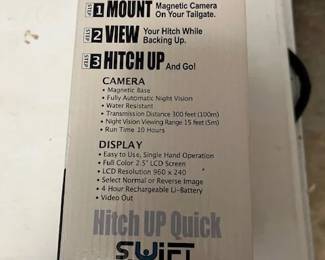 STEP 1 MOUNT Magnetic Camera On Your Tailgate.
STEP 2 VIEW Your Hitch While Backing Up.
STEP 3 HITCH UP And Go!
CAMERA
• Magnetic Base
• Fully Automatic Night Vision
• Water Resistant
• Transmission Distance 300 feet (100m)
• Night Vision Viewing Range 15 feet (5m)
• Run Time 10 Hours
DISPLAY
• Easy to Use, Single Hand Operation
• Full Color 2.5" LCD Screen
• LCD Resolution 960 x 240
• Select Normal or Reverse Image
• 4 Hour Rechargeable Li-Battery
• Video Out
Hitch UP Quick
SWIFT